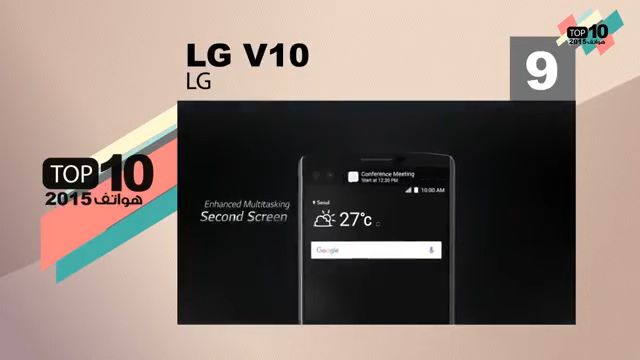 LG V10
LG
9
TOP 10
2015 هواتف
TOP 10
2015 هواتف
Enhanced Multitasking
Second Screen
Conference Meeting
Start at 12:30 PM
10:00 AM
Seoul
27°C
Google